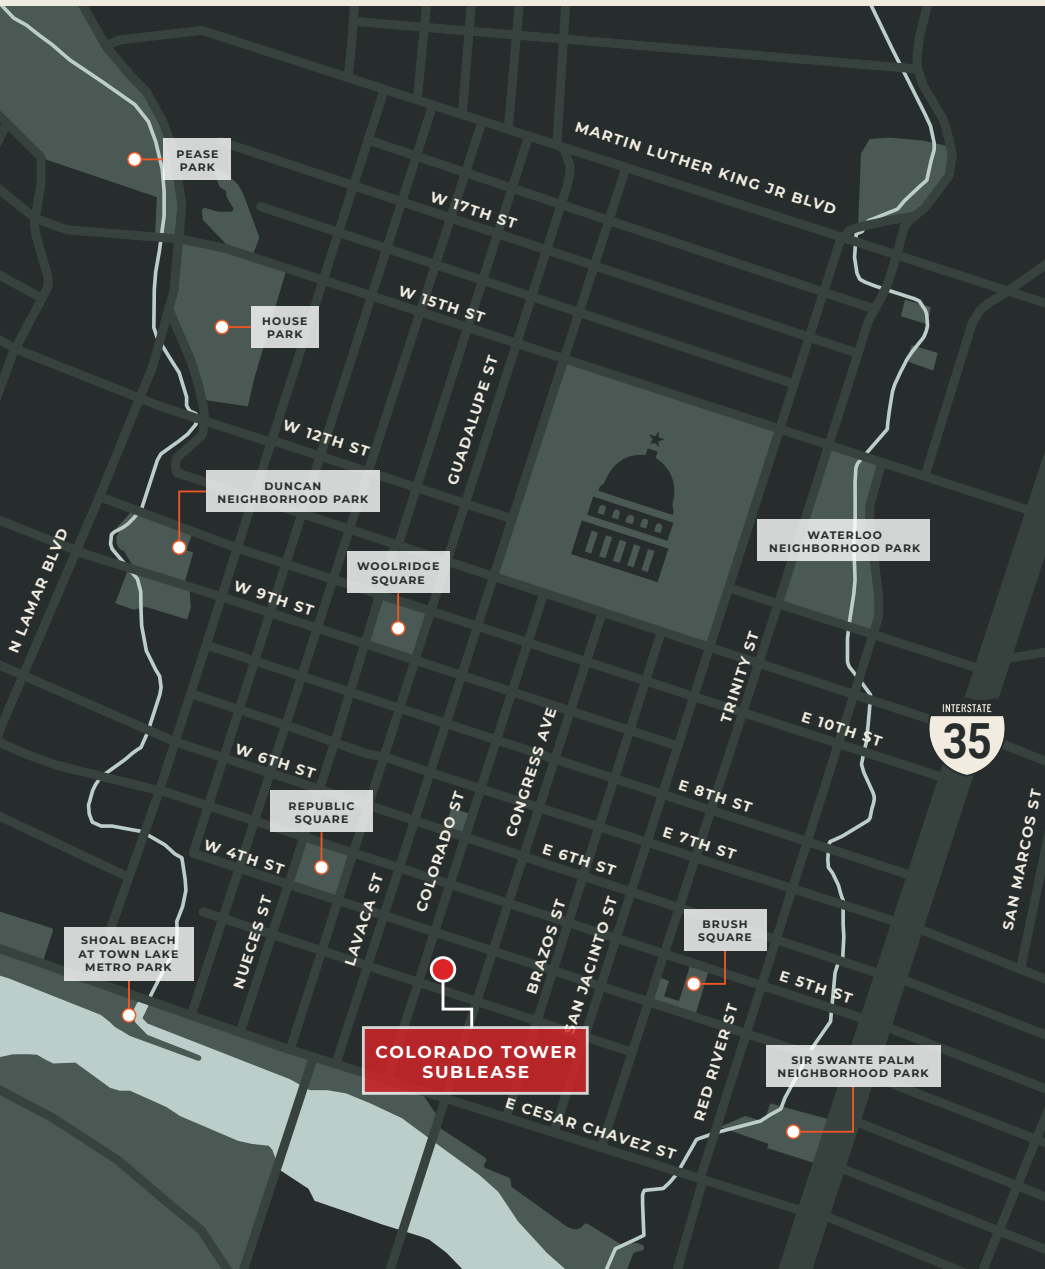 MARTIN LUTHER KING JR BLVD
PEASE
PARK
W 17TH ST
W 15TH ST
HOUSE
PARK
GUADALUPE ST
W 12TH ST
DUNCAN
NEIGHBORHOOD PARK
WATERLOO
NEIGHBORHOOD PARK
N LAMAR BLVD
WOOLRIDGE
SQUARE
W 9TH ST
TRINITY ST
INTERSTATE
35
E 10TH ST
CONGRESS AVE
W 6TH ST
E 8TH ST
REPUBLIC
SQUARE
COLORADO ST
SAN MARCOS ST
E 7TH ST
W 4TH ST
E 6TH ST
LAVACA ST
NUECES ST
BRAZOS ST
SAN JACINTO ST
BRUSH
SQUARE
SHOAL BEACH
AT TOWN LAKE
METRO PARK
E 5TH ST
RED RIVER ST
COLORADO TOWER
SUBLEASE
SIR SWANTE PALM
NEIGHBORHOOD PARK
E CESAR CHAVEZ ST